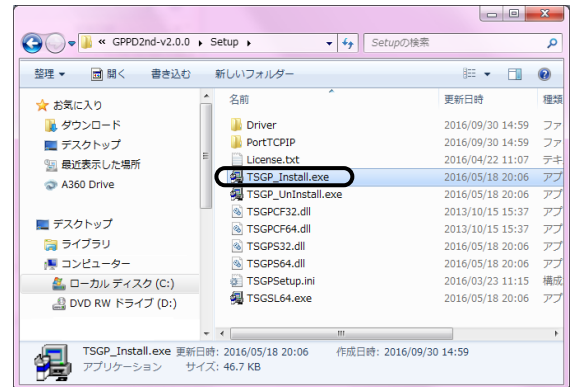 « GPPD2nd-v2.0.0 ▸ Setup ▸ Setupの検索
整理 ▼ 開く 書き込む 新しいフォルダー
お気に入り
ダウンロード
デスクトップ
最近表示した場所
A360 Drive
デスクトップ
ライブラリ
コンピューター
ローカル ディスク (C:)
DVD RW ドライブ (D:)
名前 更新日時 種類
Driver 2016/09/30 14:59 ファ
PortTCPIP 2016/09/30 14:59 ファ
License.txt 2016/04/22 11:07 テキ
TSGP_Install.exe 2016/05/18 20:06 アプ
TSGP_UnInstall.exe 2016/05/18 20:06 アプ
TSGPCF32.dll 2013/10/15 15:37 アプ
TSGPCF64.dll 2013/10/15 15:37 アプ
TSGPS32.dll 2016/05/18 20:06 アプ
TSGPS64.dll 2016/05/18 20:06 アプ
TSGPSetup.ini 2016/03/23 11:15 構成
TSGSL64.exe 2016/05/18 20:06 アプ
TSGP_Install.exe 更新日時: 2016/05/18 20:06 作成日時: 2016/09/30 14:59
アプリケーション サイズ: 46.7 KB